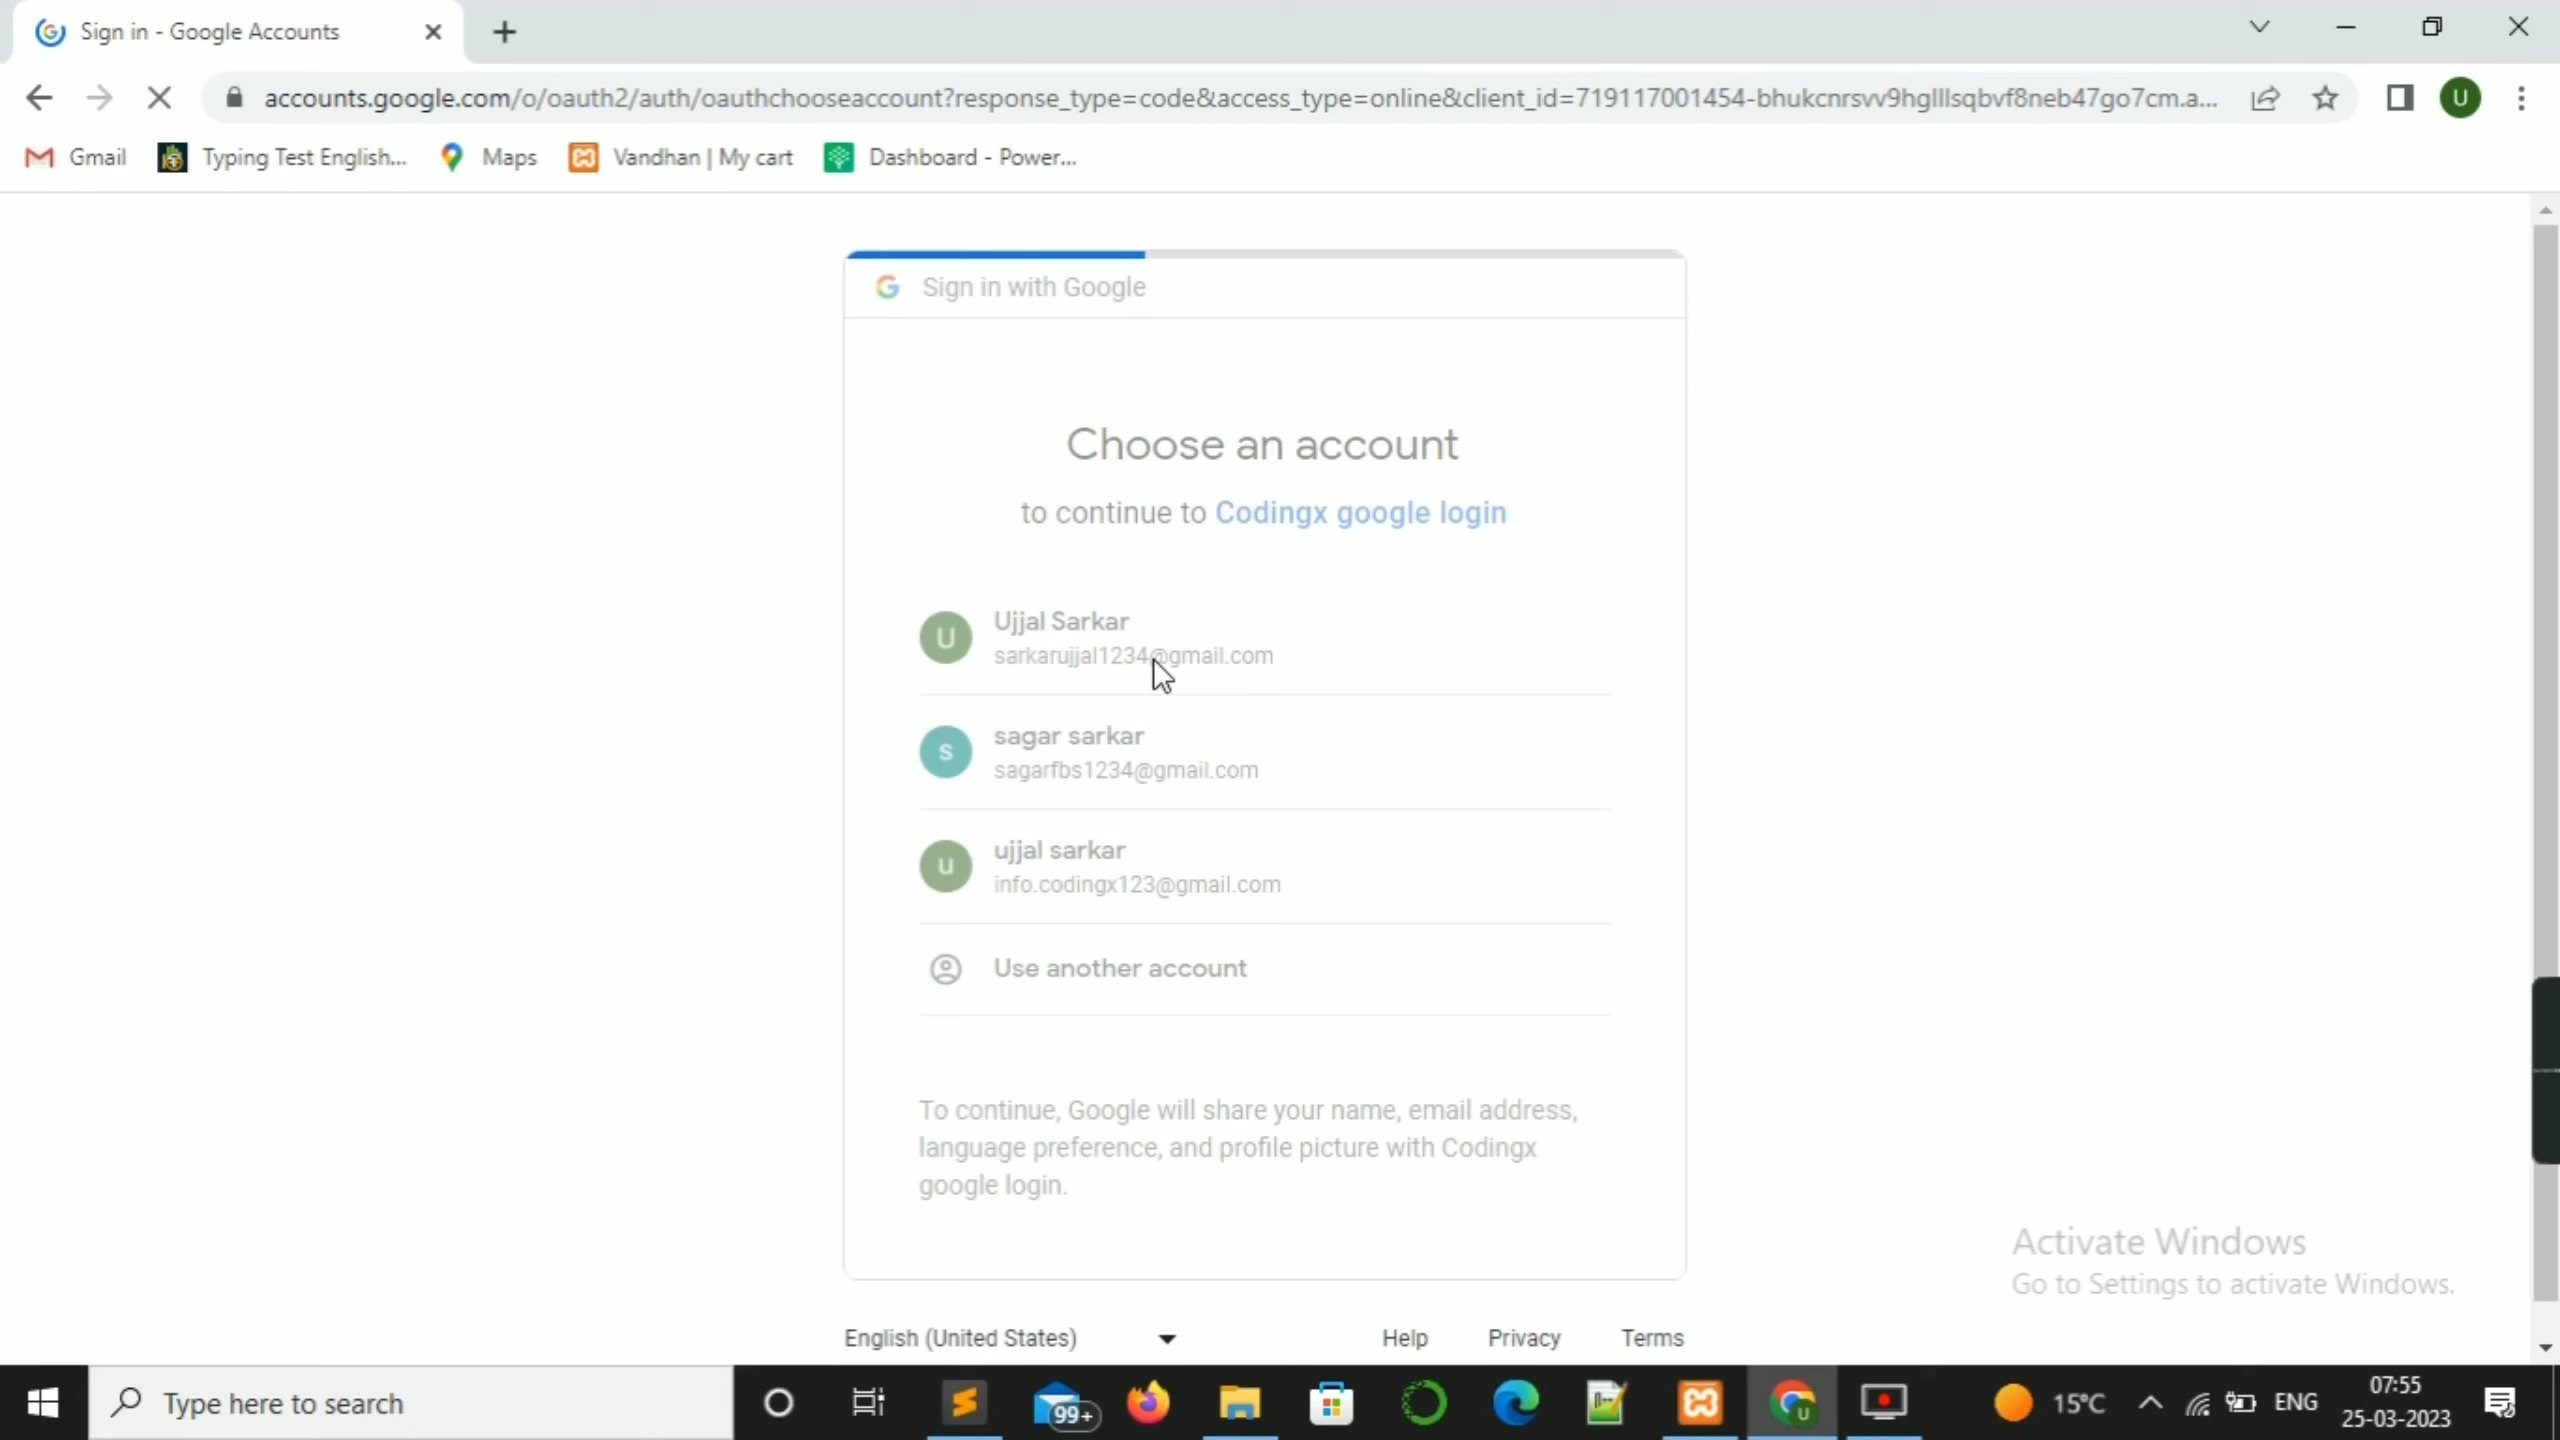 Sign in - Google Accounts
accounts.google.com/o/oauth2/auth/oauthchooseaccount?response_type=code&access_type=online&client_id=719117001454-bhukcnrsvv9hglllsqbvf8neb47go7cm.a...
U
Gmail
Typing Test English...
Maps
Vandhan | My cart
Dashboard - Power...
Sign in with Google
Choose an account
to continue to Codingx google login
U
Ujjal Sarkar
sarkarujjal1234@gmail.com
s
sagar sarkar
sagarfbs1234@gmail.com
u
ujjal sarkar
info.codingx123@gmail.com
Use another account
To continue, Google will share your name, email address,
language preference, and profile picture with Codingx
google login.
Activate Windows
Go to Settings to activate Windows.
English (United States)
Help Privacy Terms
Type here to search
99+
U
15°C
ENG
07:55
25-03-2023